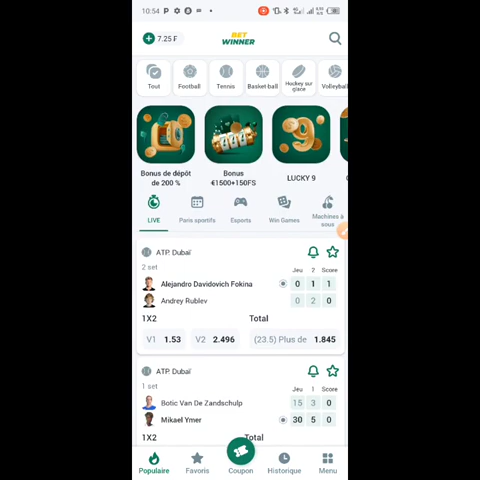 10:54
7.25 ₣
BET
WINNER
Tout
Football
Tennis
Basket-ball
Hockey sur glace
Volleyball
Bonus de dépôt de 200 %
Bonus €1500+150FS
LUCKY 9
LIVE
Paris sportifs
Esports
Win Games
Machines à sous
ATP. Dubaï
2 set
Jeu 2 Score
Alejandro Davidovich Fokina 0 1 1
Andrey Rublev 0 2 0
1X2 Total
V1 1.53 V2 2.496 (23.5) Plus de 1.845
ATP. Dubaï
1 set
Jeu 1 Score
Botic Van De Zandschulp 15 3 0
Mikael Ymer 30 5 0
1X2 Total
Populaire
Favoris
Coupon
Historique
Menu